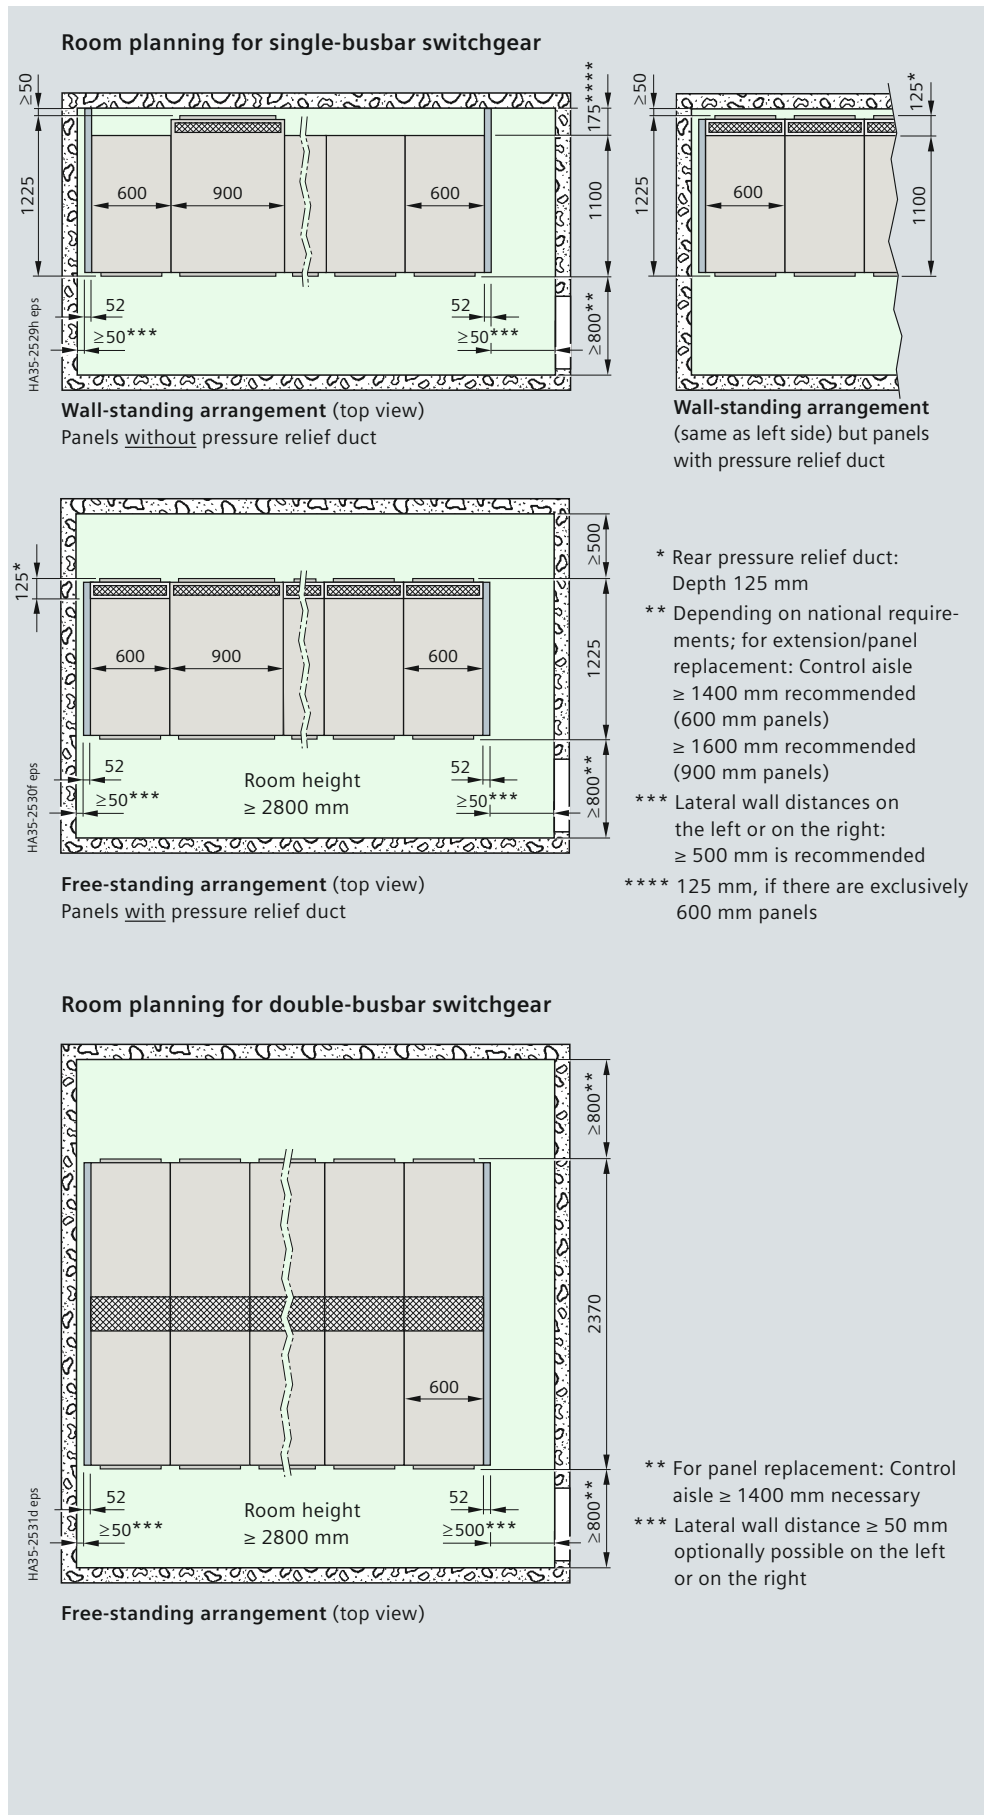 Room planning for single-busbar switchgear
≥50
1225
600
900
600
175****
1100
≥800**
52
≥50***
52
≥50***
HA35-2529h eps
Wall-standing arrangement (top view)
Panels without pressure relief duct
≥50
1225
600
125*
1100
Wall-standing arrangement
(same as left side) but panels
with pressure relief duct
125*
600
900
600
≥500
1225
≥800**
52
≥50***
Room height
≥ 2800 mm
52
≥50***
HA35-2530f eps
Free-standing arrangement (top view)
Panels with pressure relief duct
* Rear pressure relief duct:
Depth 125 mm
** Depending on national require-
ments; for extension/panel
replacement: Control aisle
≥ 1400 mm recommended
(600 mm panels)
≥ 1600 mm recommended
(900 mm panels)
*** Lateral wall distances on
the left or on the right:
≥ 500 mm is recommended
**** 125 mm, if there are exclusively
600 mm panels
Room planning for double-busbar switchgear
≥800**
2370
600
≥800**
52
≥50***
Room height
≥ 2800 mm
52
≥500***
HA35-2531d eps
Free-standing arrangement (top view)
** For panel replacement: Control
aisle ≥ 1400 mm necessary
*** Lateral wall distance ≥ 50 mm
optionally possible on the left
or on the right